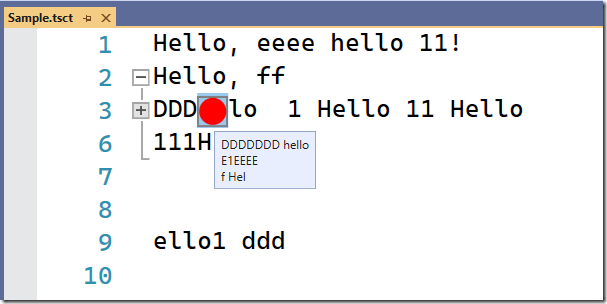 Sample.tsct
1 Hello, eeee hello 11!
2 Hello, ff
3 DDD lo  1 Hello 11 Hello
6 111H
DDDDDDD hello
E1EEEE
f Hel
7
8
9 ello1 ddd
10